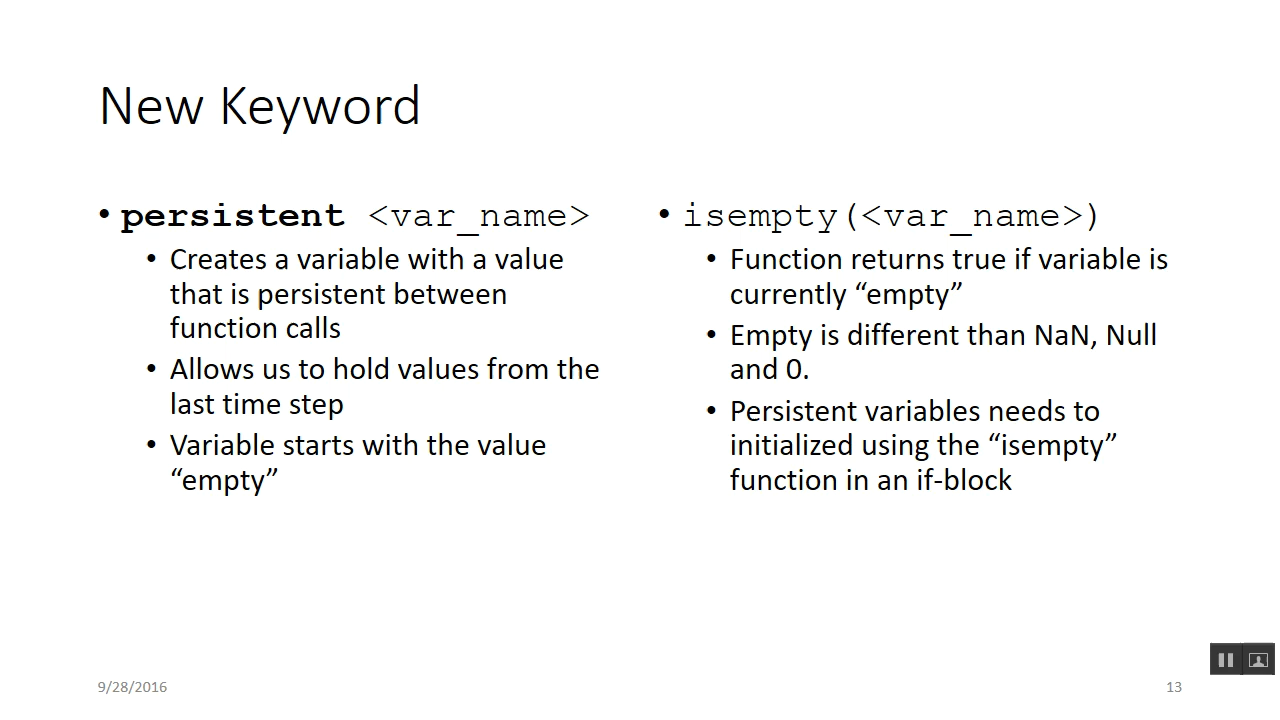 New Keyword
• persistent <var_name>
• Creates a variable with a value
that is persistent between
function calls
• Allows us to hold values from the
last time step
• Variable starts with the value
“empty”
• isempty(<var_name>)
• Function returns true if variable is
currently “empty”
• Empty is different than NaN, Null
and 0.
• Persistent variables needs to
initialized using the “isempty”
function in an if-block
9/28/2016
13